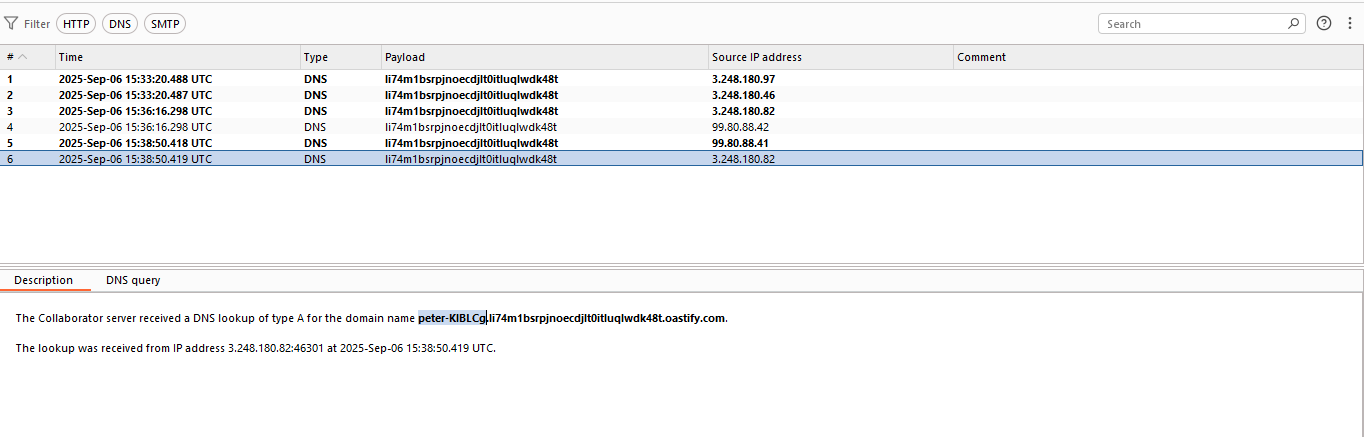 Filter HTTP DNS SMTP Search
# Time Type Payload Source IP address Comment
1 2025-Sep-06 15:33:20.488 UTC DNS li74m1bsrpjnoecdjlt0itluqlwdk48t 3.248.180.97
2 2025-Sep-06 15:33:20.487 UTC DNS li74m1bsrpjnoecdjlt0itluqlwdk48t 3.248.180.46
3 2025-Sep-06 15:36:16.298 UTC DNS li74m1bsrpjnoecdjlt0itluqlwdk48t 3.248.180.82
4 2025-Sep-06 15:36:16.298 UTC DNS li74m1bsrpjnoecdjlt0itluqlwdk48t 99.80.88.42
5 2025-Sep-06 15:38:50.418 UTC DNS li74m1bsrpjnoecdjlt0itluqlwdk48t 99.80.88.41
6 2025-Sep-06 15:38:50.419 UTC DNS li74m1bsrpjnoecdjlt0itluqlwdk48t 3.248.180.82
Description DNS query
The Collaborator server received a DNS lookup of type A for the domain name peter-KIBLCg.li74m1bsrpjnoecdjlt0itluqlwdk48t.oastify.com.
The lookup was received from IP address 3.248.180.82:46301 at 2025-Sep-06 15:38:50.419 UTC.